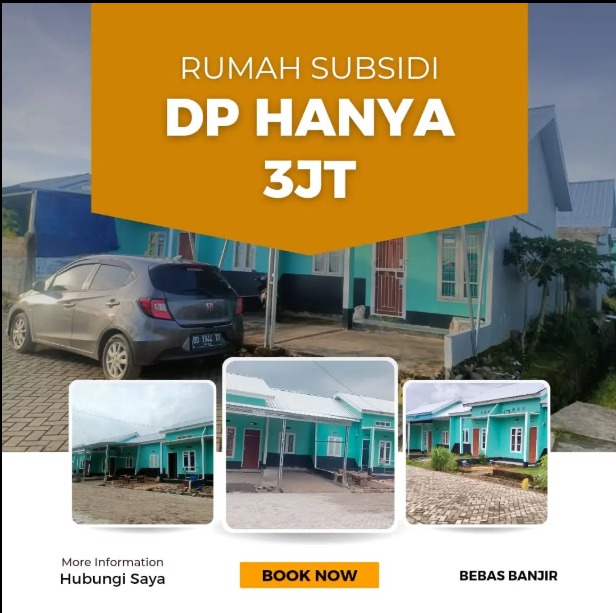 RUMAH SUBSIDI
DP HANYA
3JT
More Information
Hubungi Saya
BOOK NOW
BEBAS BANJIR